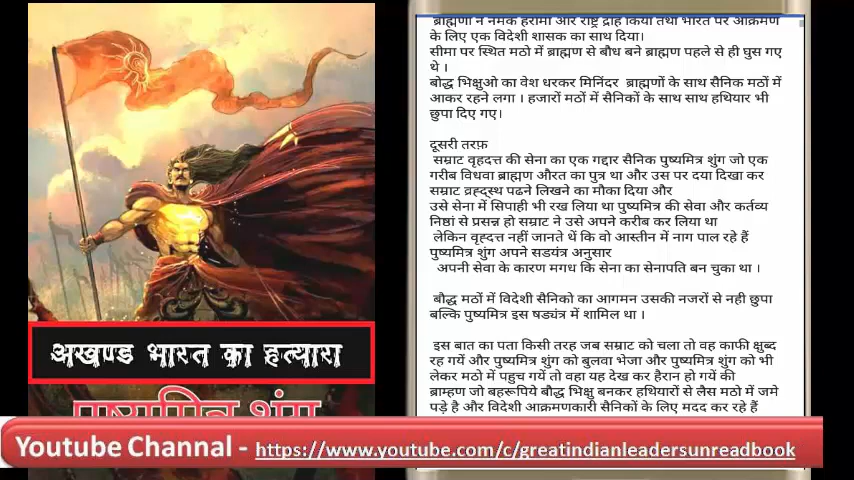 अखण्ड भारत का हत्यारा
पुष्यमित्र शुंग
ब्राह्मणो ने नमक हरामी और राष्ट्र द्रोह किया तथा भारत पर आक्रमण
के लिए एक विदेशी शासक का साथ दिया।
सीमा पर स्थित मठो में ब्राह्मण से बौध बने ब्राह्मण पहले से ही घुस गए
थे ।
बोद्ध भिक्षुओ का वेश धरकर मिनिंदर ब्राह्मणों के साथ सैनिक मठों में
आकर रहने लगा । हजारों मठों में सैनिकों के साथ साथ हथियार भी
छुपा दिए गए।
दूसरी तरफ़
सम्राट वृहदत्त की सेना का एक गद्दार सैनिक पुष्यमित्र शुंग जो एक
गरीब विधवा ब्राह्मण औरत का पुत्र था और उस पर दया दिखा कर
सम्राट व्रह्द्स्थ पढने लिखने का मौका दिया और
उसे सेना में सिपाही भी रख लिया था पुष्यमित्र की सेवा और कर्तव्य
निष्ठां से प्रसन्न हो सम्राट ने उसे अपने करीब कर लिया था
लेकिन वृह्दत्त नहीं जानते थें कि वो आस्तीन में नाग पाल रहे हैं
पुष्यमित्र शुंग अपने सडयंत्र अनुसार
अपनी सेवा के कारण मगध कि सेना का सेनापति बन चुका था ।
बौद्ध मठों में विदेशी सैनिको का आगमन उसकी नजरों से नही छुपा
बल्कि पुष्यमित्र इस षड्यंत्र में शामिल था ।
इस बात का पता किसी तरह जब सम्राट को चला तो वह काफी क्षुब्द
रह गयें और पुष्यमित्र शुंग को बुलवा भेजा और पुष्यमित्र शुंग को भी
लेकर मठो में पहुच गयें तो वहा यह देख कर हैरान हो गयें की
ब्राम्हण जो बहरूपिये बौद्ध भिक्षु बनकर हथियारों से लैस मठो में जमे
पड़े है और विदेशी आक्रमणकारी सैनिकों के लिए मदद कर रहे हैं
Youtube Channal - https://www.youtube.com/c/greatindianleadersunreadbook